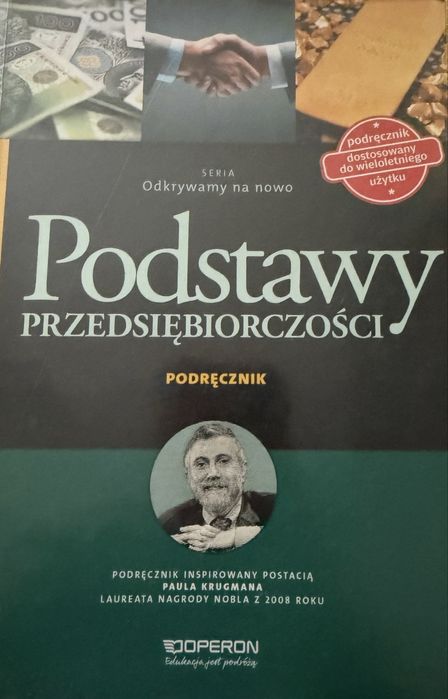 podręcznik
dostosowany
do wieloletniego
użytku
SERIA
Odkrywamy na nowo
Podstawy
PRZEDSIĘBIORCZOŚCI
PODRĘCZNIK
PODRĘCZNIK INSPIROWANY POSTACIĄ
PAULA KRUGMANA
LAUREATA NAGRODY NOBLA Z 2008 ROKU
OPERON
Edukacja jest podróżą